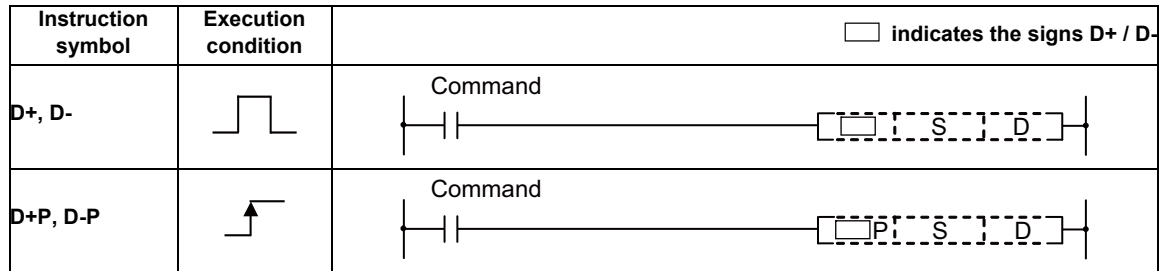 Instruction symbol
Execution condition
indicates the signs D+ / D-
D+, D-
Command
S D
D+P, D-P
Command
P S D